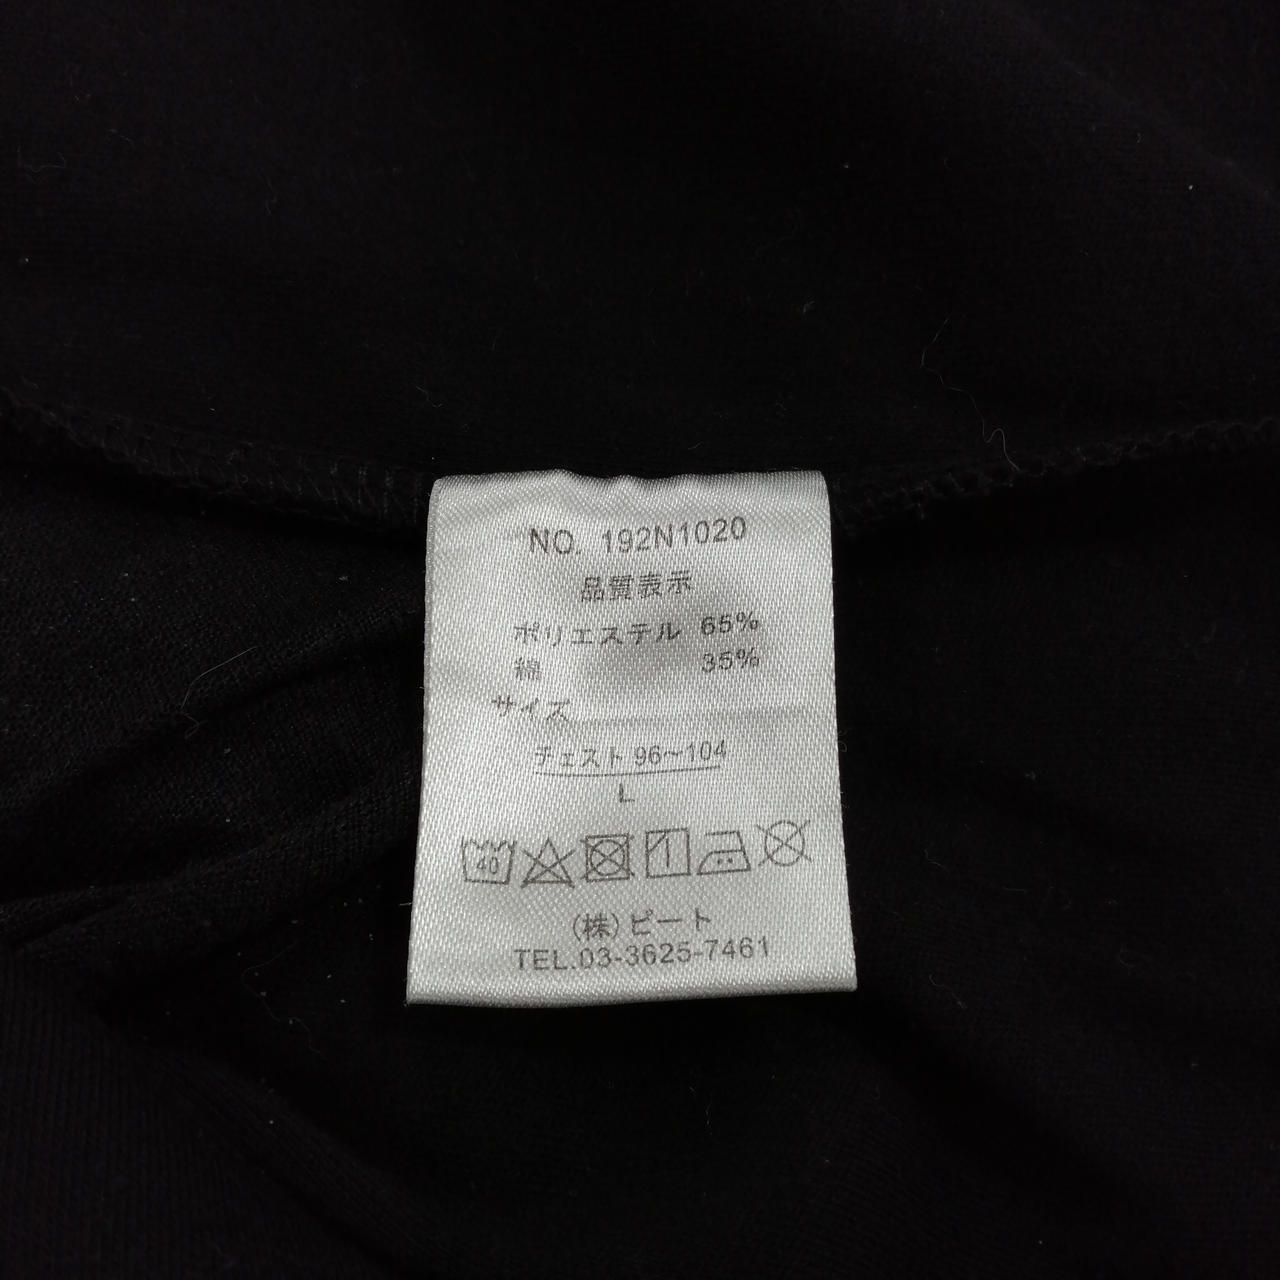 NO. 192N1020
品質表示
ポリエステル 65%
綿 35%
サイズ
チェスト 96〜104
L
40
(株)ビート
TEL.03-3625-7461